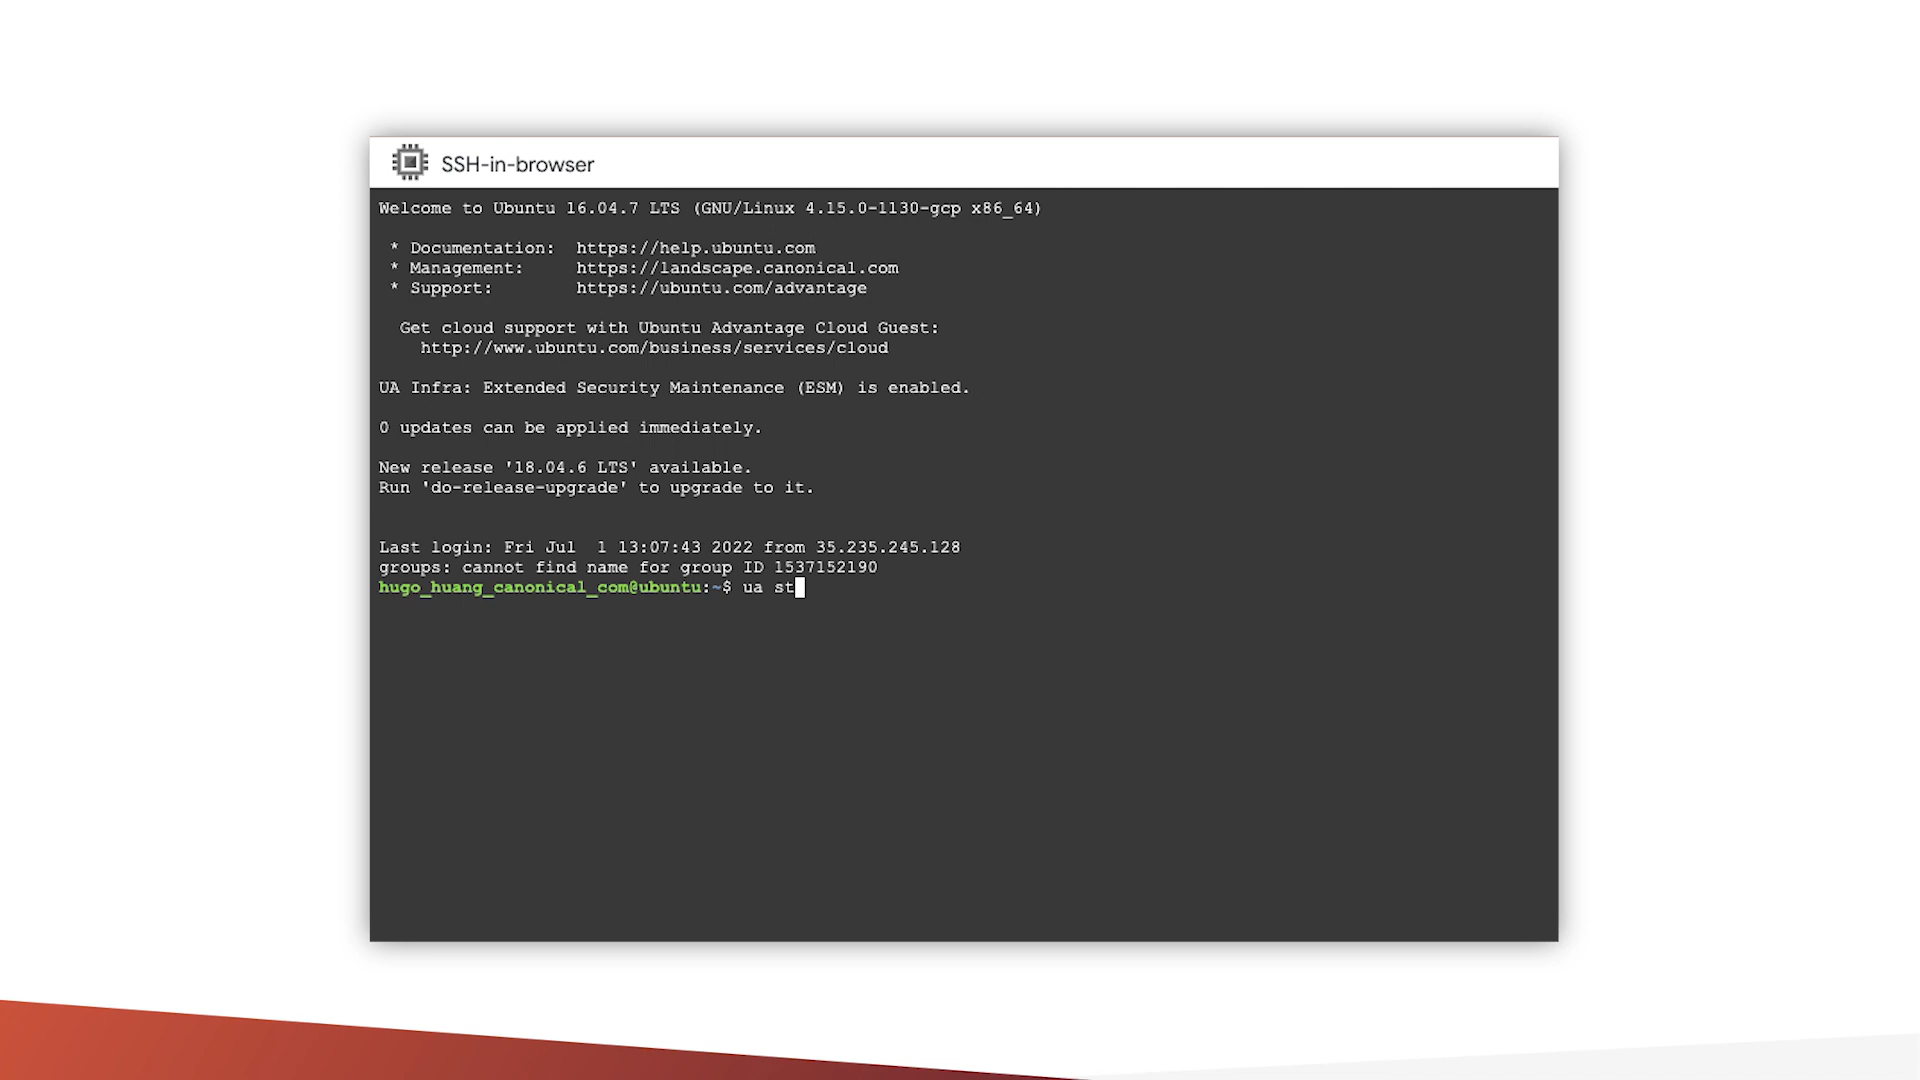 SSH-in-browser
Welcome to Ubuntu 16.04.7 LTS (GNU/Linux 4.15.0-1130-gcp x86_64)
* Documentation:  https://help.ubuntu.com
* Management:     https://landscape.canonical.com
* Support:        https://ubuntu.com/advantage
Get cloud support with Ubuntu Advantage Cloud Guest:
http://www.ubuntu.com/business/services/cloud
UA Infra: Extended Security Maintenance (ESM) is enabled.
0 updates can be applied immediately.
New release '18.04.6 LTS' available.
Run 'do-release-upgrade' to upgrade to it.
Last login: Fri Jul  1 13:07:43 2022 from 35.235.245.128
groups: cannot find name for group ID 1537152190
hugo_huang_canonical_com@ubuntu:~$ ua st